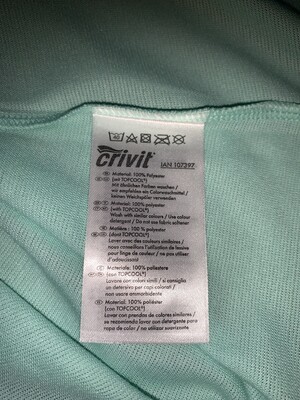 crivit®
IAN 107397
Material: 100% Polyester
(mit TOPCOOL®)
Mit ähnlichen Farben waschen /
wir empfehlen ein Colorwaschmittel /
keinen Weichspüler verwenden
Material: 100% polyester
(with TOPCOOL®)
Wash with similar colours / Use colour
detergent / Do not use fabric softener
Matière : 100 % polyester
(dont TOPCOOL®)
Laver avec des couleurs similaires /
nous conseillons l'utilisation de lessive
pour linge de couleur / ne pas utiliser
d'adoucissant
Materiale: 100% poliestere
(con TOPCOOL®)
Lavare con colori simili / si consiglia
un detersivo per capi colorati /
non usare ammorbidente
Material: 100% poliéster
(con TOPCOOL®)
Lavar con prendas de colores similares /
se recomienda lavar con detergente para
ropa de color / no utilizar suavizante